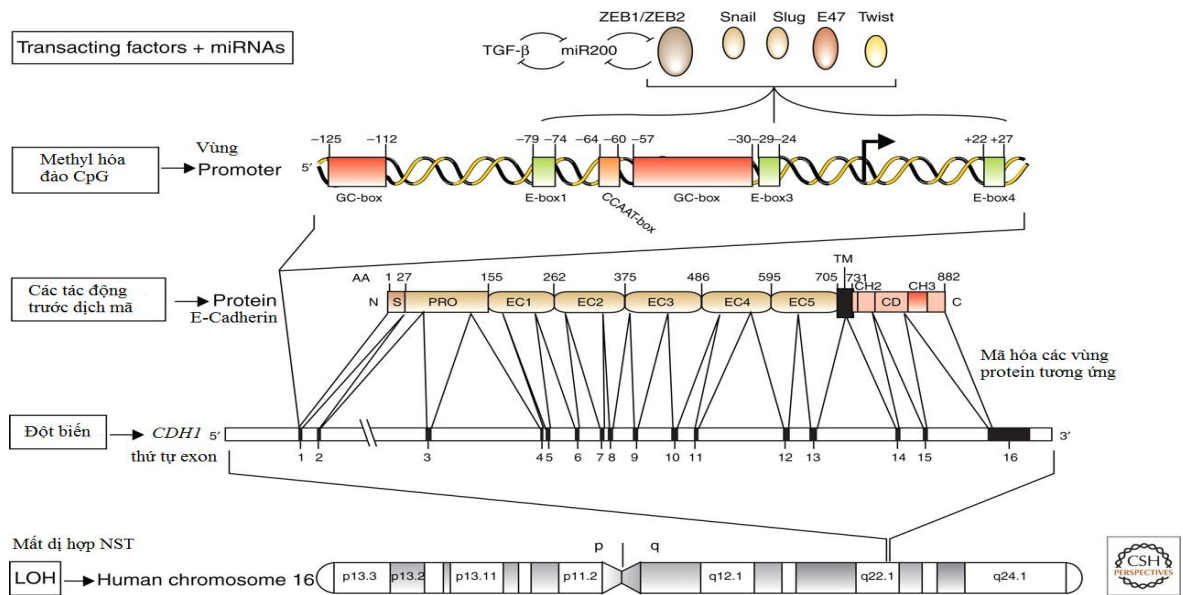 ZEB1/ZEB2 Snail Slug E47 Twist
Transacting factors + miRNAs
TGF-β miR200
Methyl hóa
đảo CpG
Vùng
Promoter
–125 –112 –79 –74 –64 –60 –57 –30 –29 –24 +22 +27
5′
GC-box E-box1 CCAAT-box GC-box E-box3 E-box4
Các tác động
trước dịch mã
Protein
E-Cadherin
TM
AA 1 27 155 262 375 486 595 705 731 882
N S PRO EC1 EC2 EC3 EC4 EC5 CH2 CD CH3 C
Mã hóa các vùng
protein tương ứng
Đột biến
CDH1 5′ 3′
thứ tự exon 1 2 3 4 5 6 7 8 9 10 11 12 13 14 15 16
Mất dị hợp NST
p q
LOH
Human chromosome 16
p13.3 p13.2 p13.11 p11.2 q12.1 q22.1 q24.1
CSH
PERSPECTIVES